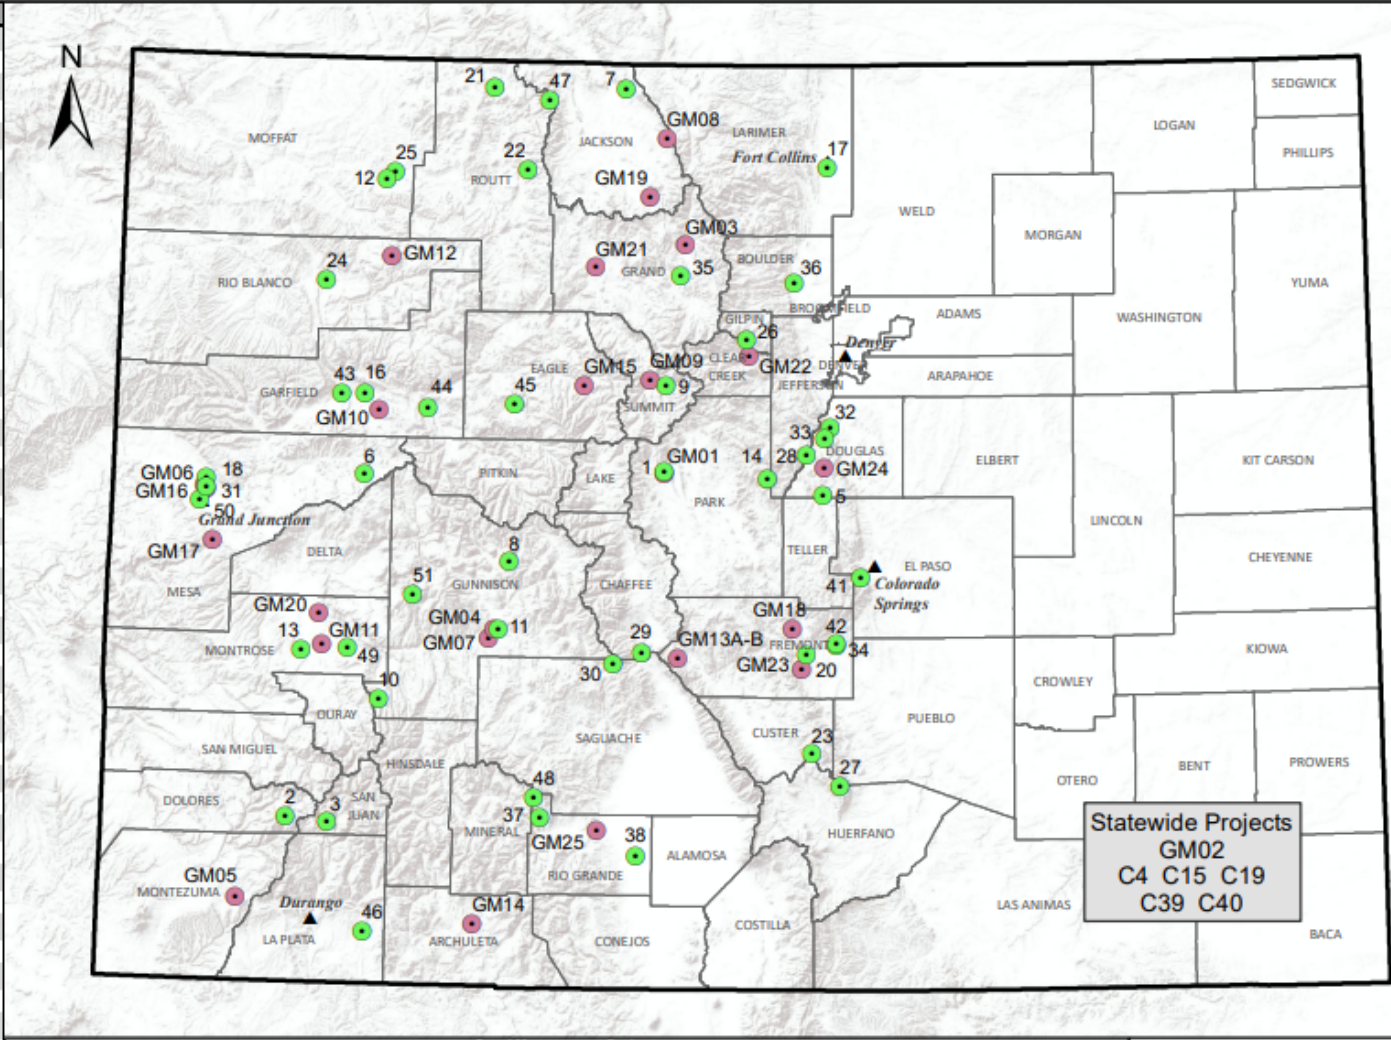 N
21
47
7
SEDGWICK
GM08
LOGAN
MOFFAT
JACKSON
LARIMER
Fort Collins
17
PHILLIPS
25
12
22
ROUTT
GM19
WELD
MORGAN
GM03
GM12
GM21
24
GRAND
35
BOULDER
36
RIO BLANCO
YUMA
BROOMFIELD
ADAMS
WASHINGTON
GILPIN
26
Denver
CLEAR
CREEK
GM22
DENVER
EAGLE
GM15
GM09
9
JEFFERSON
ARAPAHOE
43
16
GARFIELD
GM10
44
45
SUMMIT
32
33
28
DOUGLAS
GM24
5
ELBERT
KIT CARSON
GM06
18
GM16
31
50
Grand Junction
6
PITKIN
LAKE
1
GM01
14
PARK
LINCOLN
GM17
DELTA
MESA
8
GUNNISON
51
CHAFFEE
TELLER
EL PASO
41
Colorado
Springs
CHEYENNE
GM20
13
GM11
49
MONTROSE
GM04
GM07
11
29
30
GM13A-B
GM18
42
FREMONT
34
GM23
20
KIOWA
10
OURAY
CROWLEY
SAN MIGUEL
SAGUACHE
CUSTER
23
PUEBLO
HINSDALE
27
OTERO
BENT
PROWERS
DOLORES
2
3
SAN
JUAN
48
37
MINERAL
GM25
38
RIO GRANDE
ALAMOSA
HUERFANO
Statewide Projects
GM02
C4 C15 C19
C39 C40
GM05
MONTEZUMA
Durango
LA PLATA
46
GM14
ARCHULETA
CONEJOS
COSTILLA
LAS ANIMAS
BACA